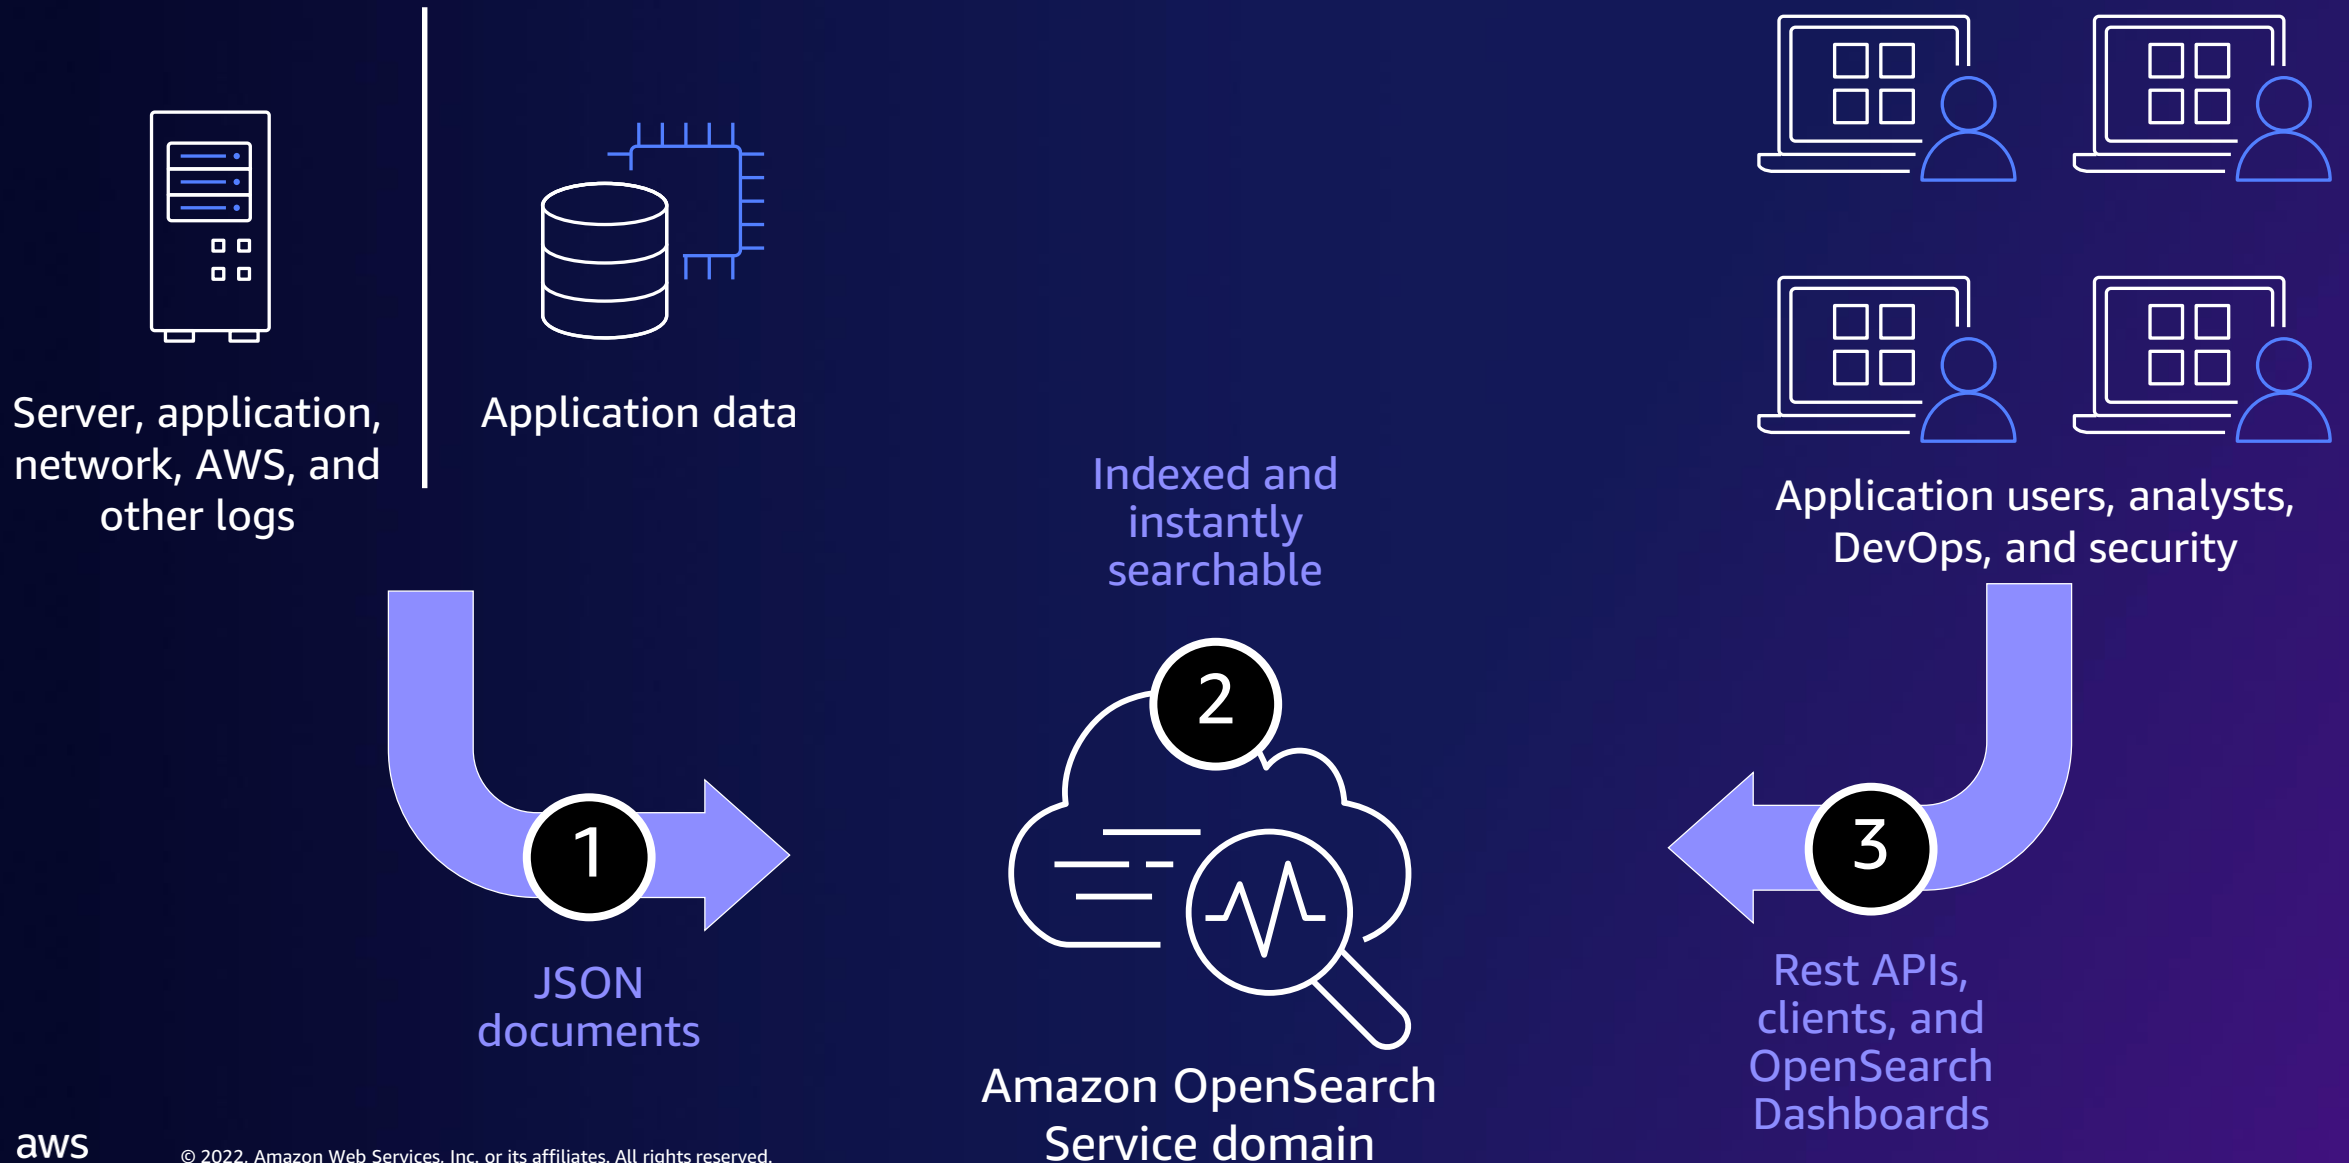 Server, application,
network, AWS, and
other logs
Application data
Indexed and
instantly
searchable
Application users, analysts,
DevOps, and security
1
2
3
JSON
documents
Amazon OpenSearch
Service domain
Rest APIs,
clients, and
OpenSearch
Dashboards
aws
© 2022, Amazon Web Services, Inc. or its affiliates. All rights reserved.